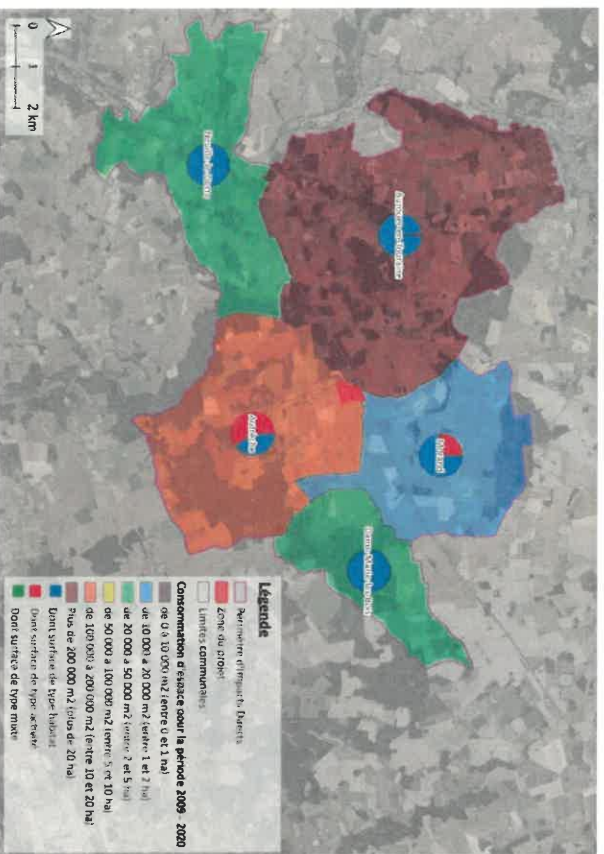 Auzouer-en-Touraine
Morand
Autrèche
0 1 2 km
Légende
Périmètre d'Impacts Directs
Zone du projet
Limites communales
Consommation d'espace pour la période 2009 - 2020
de 0 à 10 000 m2 (entre 0 et 1 ha)
de 10 000 à 20 000 m2 (entre 1 et 2 ha)
de 20 000 à 50 000 m2 (entre 2 et 5 ha)
de 50 000 à 100 000 m2 (entre 5 et 10 ha)
de 100 000 à 200 000 m2 (entre 10 et 20 ha)
Plus de 200 000 m2 (plus de 20 ha)
Dont surface de type habitat
Dont surface de type activité
Dont surface de type mixte